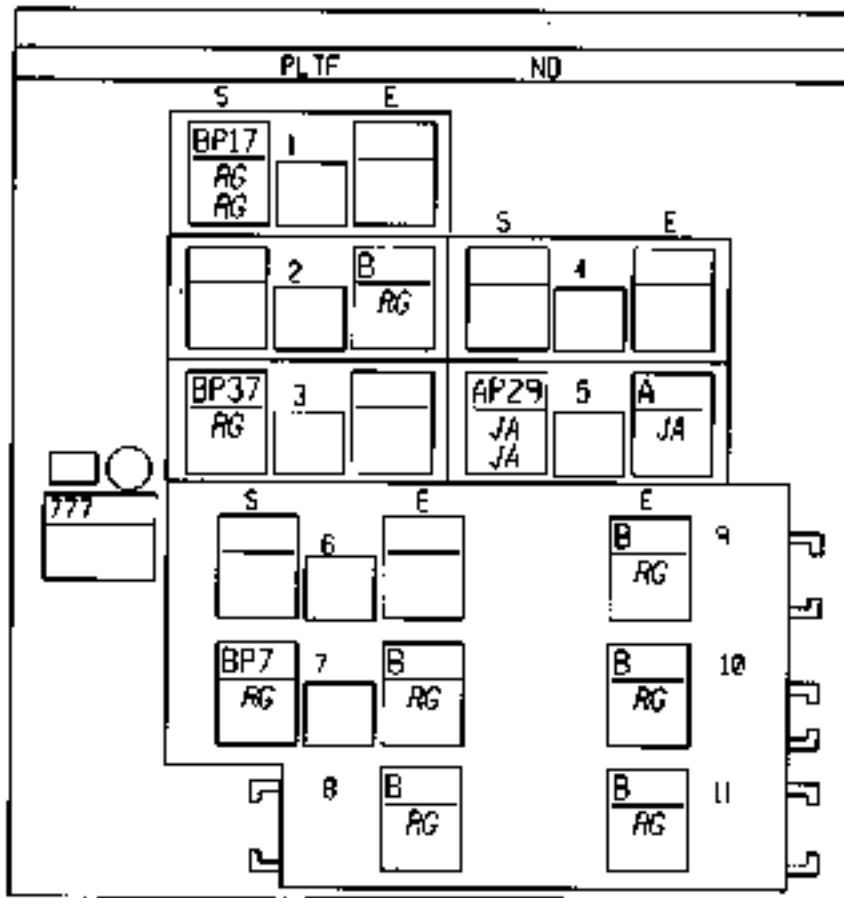 PLTF NO
S E
BP17 1
RG
RG
S E
2 B 4
RG
BP37 3 AP29 5 A
RG JA JA
JA
777
S E E
6 B 9
RG
BP7 7 B B 10
RG RG RG
8 B B 11
RG RG